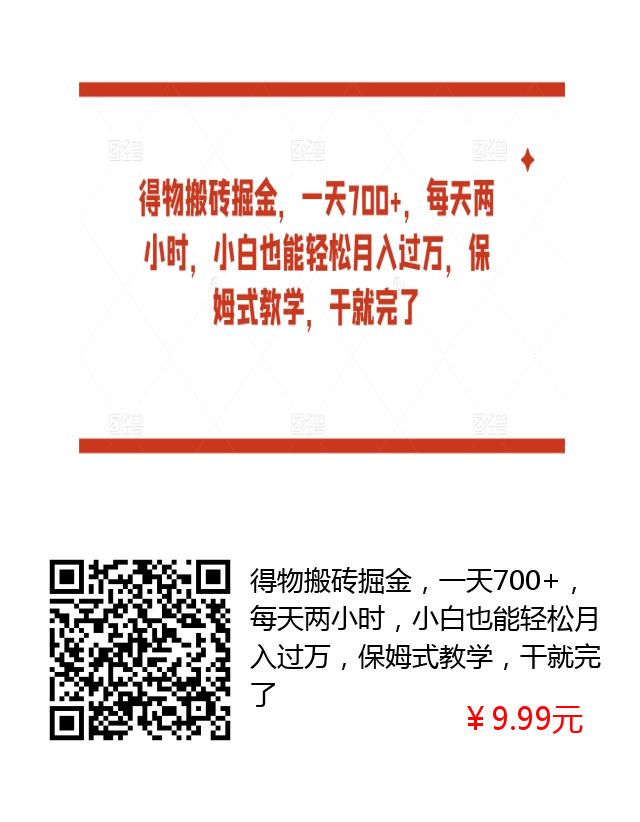 得物搬砖掘金，一天700+，每天两
小时，小白也能轻松月入过万，保
姆式教学，干就完了
得物搬砖掘金，一天700+，
每天两小时，小白也能轻松月
入过万，保姆式教学，干就完
了
￥9.99元